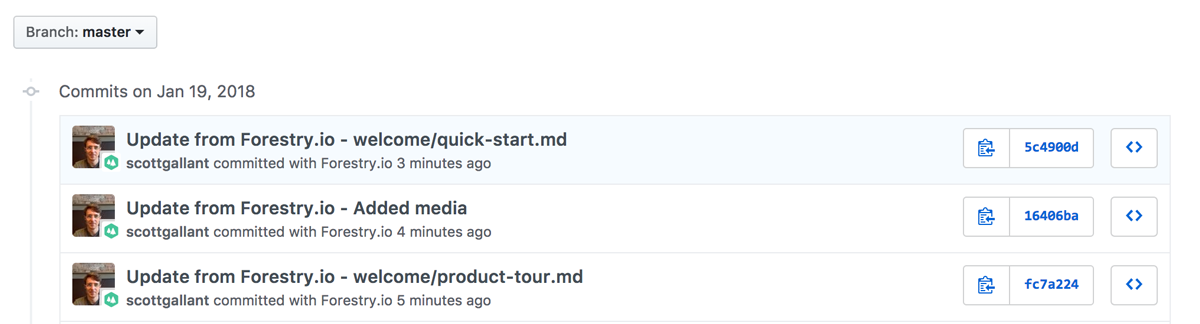 Branch: master
Commits on Jan 19, 2018
Update from Forestry.io - welcome/quick-start.md
scottgallant committed with Forestry.io 3 minutes ago
5c4900d
Update from Forestry.io - Added media
scottgallant committed with Forestry.io 4 minutes ago
16406ba
Update from Forestry.io - welcome/product-tour.md
scottgallant committed with Forestry.io 5 minutes ago
fc7a224